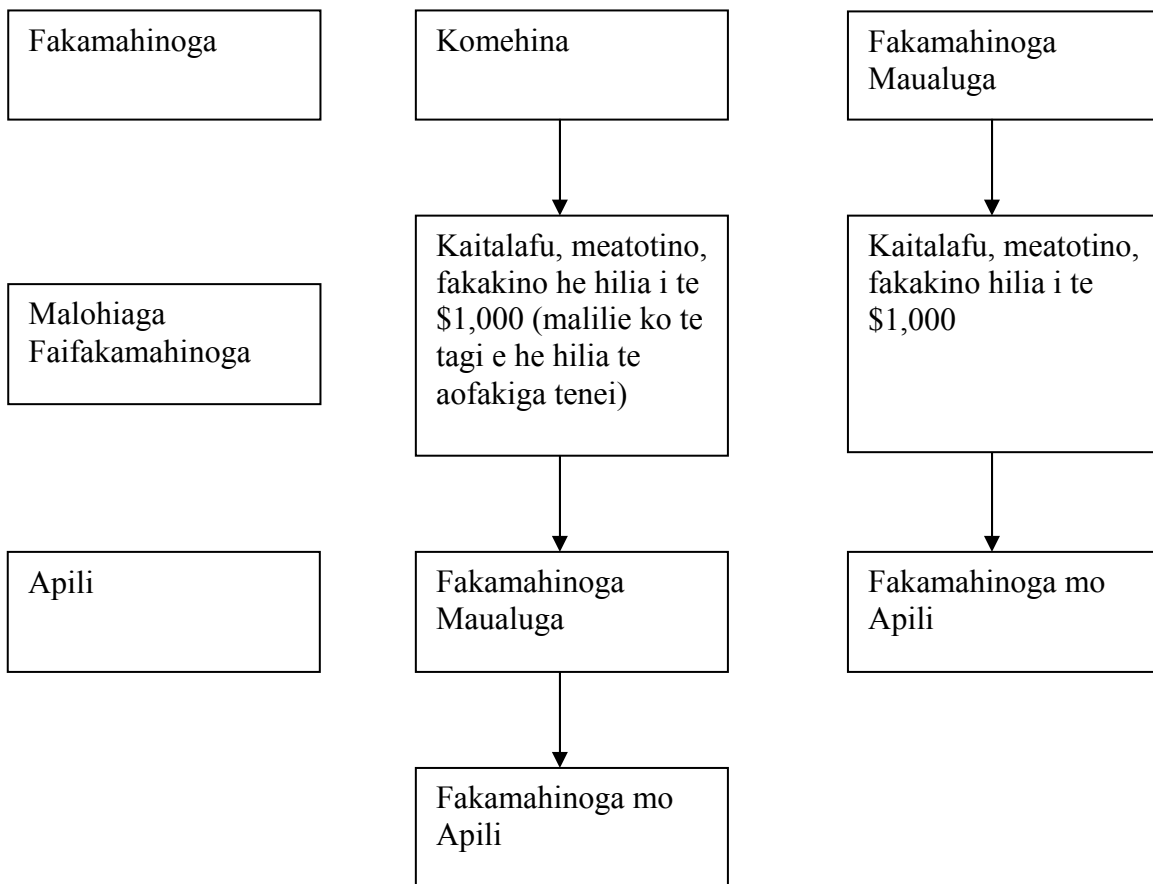 Fakamahinoga
Komehina
Fakamahinoga
Maualuga
Malohiaga
Faifakamahinoga
Kaitalafu, meatotino,
fakakino he hilia i te
$1,000 (malilie ko te
tagi e he hilia te
aofakiga tenei)
Kaitalafu, meatotino,
fakakino hilia i te
$1,000
Apili
Fakamahinoga
Maualuga
Fakamahinoga mo
Apili
Fakamahinoga mo
Apili